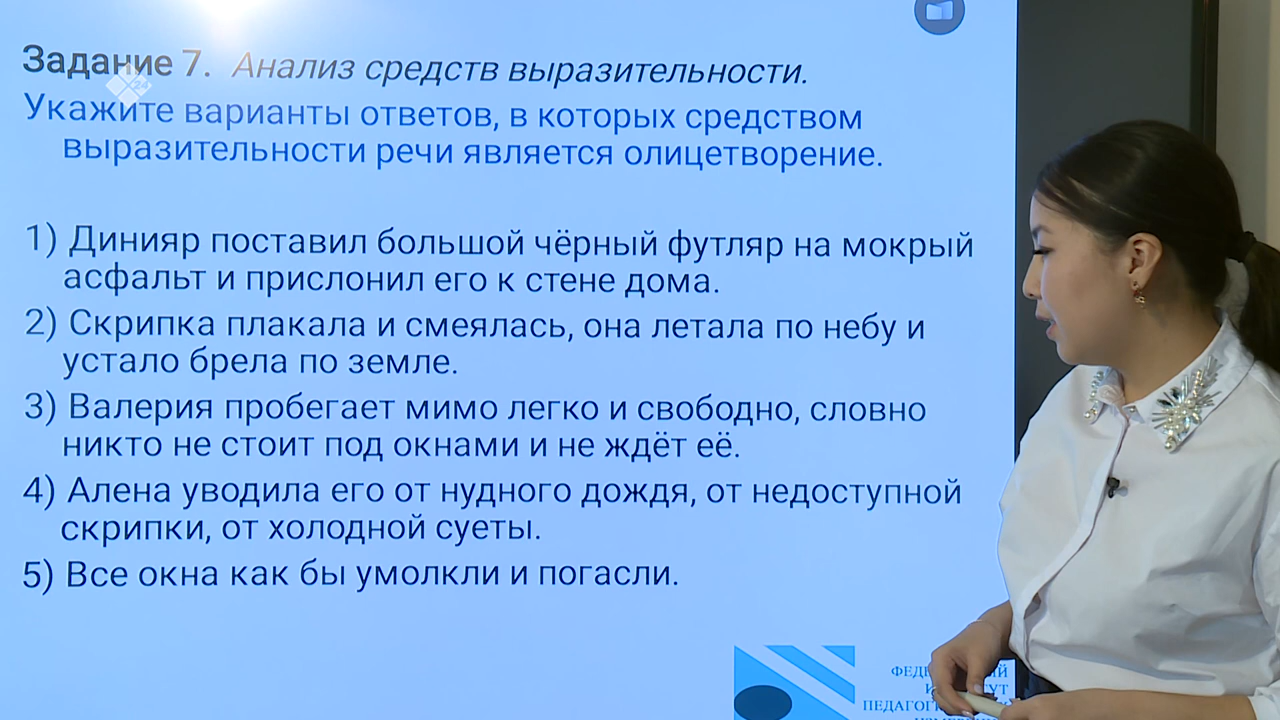 Задание 7. Анализ средств выразительности.
Укажите варианты ответов, в которых средством
выразительности речи является олицетворение.
1) Динияр поставил большой чёрный футляр на мокрый
асфальт и прислонил его к стене дома.
2) Скрипка плакала и смеялась, она летала по небу и
устало брела по земле.
3) Валерия пробегает мимо легко и свободно, словно
никто не стоит под окнами и не ждёт её.
4) Алена уводила его от нудного дождя, от недоступной
скрипки, от холодной суеты.
5) Все окна как бы умолкли и погасли.
24